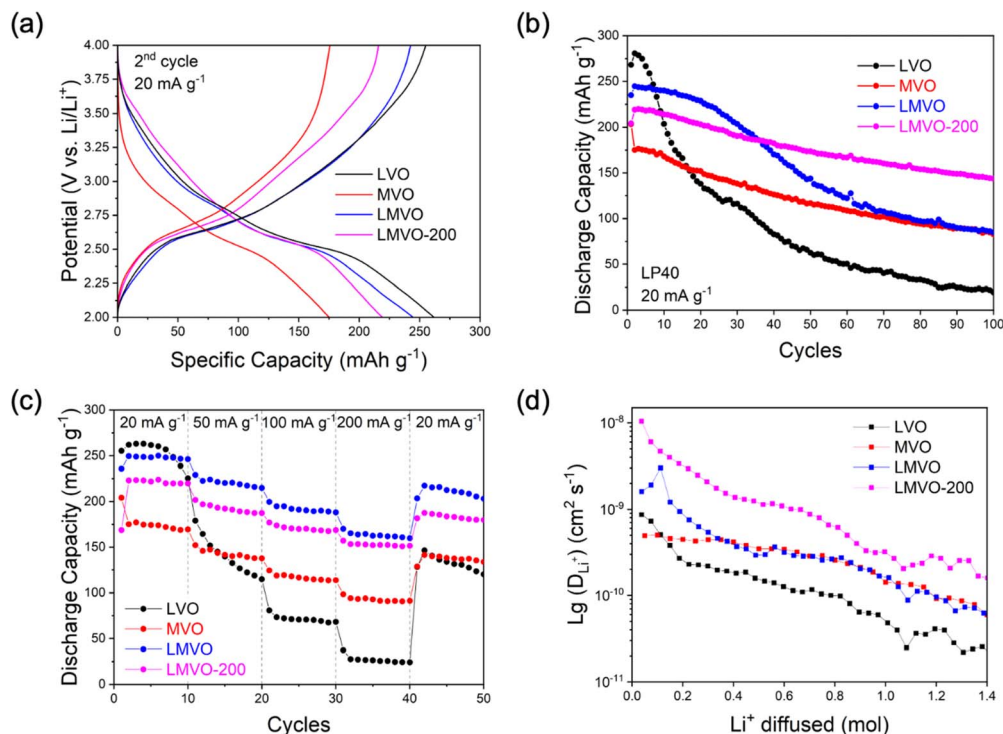 (a)
2nd cycle
20 mA g-1
LVO
MVO
LMVO
LMVO-200
4.00
3.75
3.50
3.25
3.00
2.75
2.50
2.25
2.00
Potential (V vs. Li/Li+)
0 50 100 150 200 250 300
Specific Capacity (mAh g-1)
(b)
LVO
MVO
LMVO
LMVO-200
LP40
20 mA g-1
300
250
200
150
100
50
0
Discharge Capacity (mAh g-1)
0 10 20 30 40 50 60 70 80 90 100
Cycles
(c)
20 mA g-1 50 mA g-1 100 mA g-1 200 mA g-1 20 mA g-1
LVO
MVO
LMVO
LMVO-200
300
250
200
150
100
50
0
Discharge Capacity (mAh g-1)
0 10 20 30 40 50
Cycles
(d)
LVO
MVO
LMVO
LMVO-200
10-8
10-9
10-10
10-11
Lg (DLi+) (cm2 s-1)
0.0 0.2 0.4 0.6 0.8 1.0 1.2 1.4
Li+ diffused (mol)